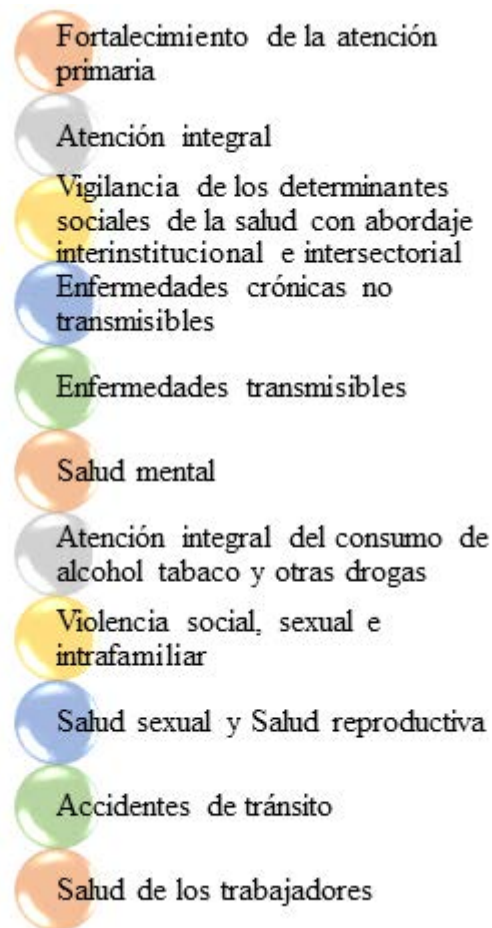 Fortalecimiento de la atención
primaria
Atención integral
Vigilancia de los determinantes
sociales de la salud con abordaje
interinstitucional e intersectorial
Enfermedades crónicas no
transmisibles
Enfermedades transmisibles
Salud mental
Atención integral del consumo de
alcohol tabaco y otras drogas
Violencia social, sexual e
intrafamiliar
Salud sexual y Salud reproductiva
Accidentes de tránsito
Salud de los trabajadores